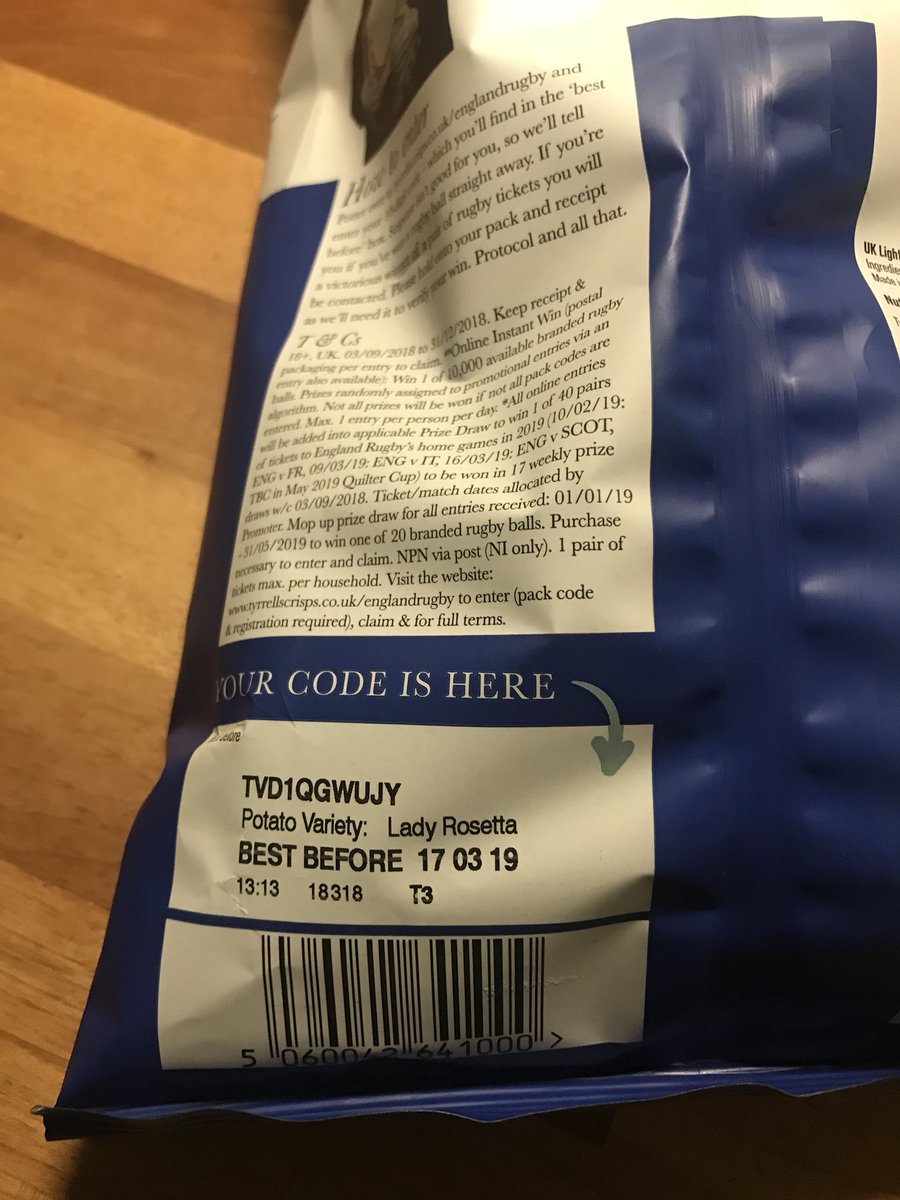 How to enter
.co.uk/englandrugby and
enter your which you'll find in the 'best
before' box. good for you, so we'll tell
you if you've won a rugby ball straight away. If you're
a victorious of a pair of rugby tickets you will
be contacted. Please hold onto your pack and receipt
as we'll need it to verify your win. Protocol and all that.
T & Cs
18+, UK. 03/09/2018 to 31/12/2018. Keep receipt &
packaging per entry to claim. *Online Instant Win (postal
entry also available): Win 1 of 10,000 available branded rugby
balls. Prizes randomly assigned to promotional entries via an
algorithm. Not all prizes will be won if not all pack codes are
entered. Max. 1 entry per person per day. *All online entries
will be added into applicable Prize Draw to win 1 of 40 pairs
of tickets to England Rugby's home games in 2019 (10/02/19:
ENG v FR, 09/03/19: ENG v IT, 16/03/19: ENG v SCOT,
TBC in May 2019 Quilter Cup) to be won in 17 weekly prize
draws w/c 03/09/2018. Ticket/match dates allocated by
Promoter. Mop up prize draw for all entries received: 01/01/19
- 31/05/2019 to win one of 20 branded rugby balls. Purchase
necessary to enter and claim. NPN via post (NI only). 1 pair of
tickets max. per household. Visit the website:
www.tyrrellscrisps.co.uk/englandrugby to enter (pack code
& registration required), claim & for full terms.
YOUR CODE IS HERE
TVD1QGWUJY
Potato Variety: Lady Rosetta
BEST BEFORE 17 03 19
13:13 18318 T3
5 060042 641000 >
UK Light
Ingredie
Made i
Nu
T